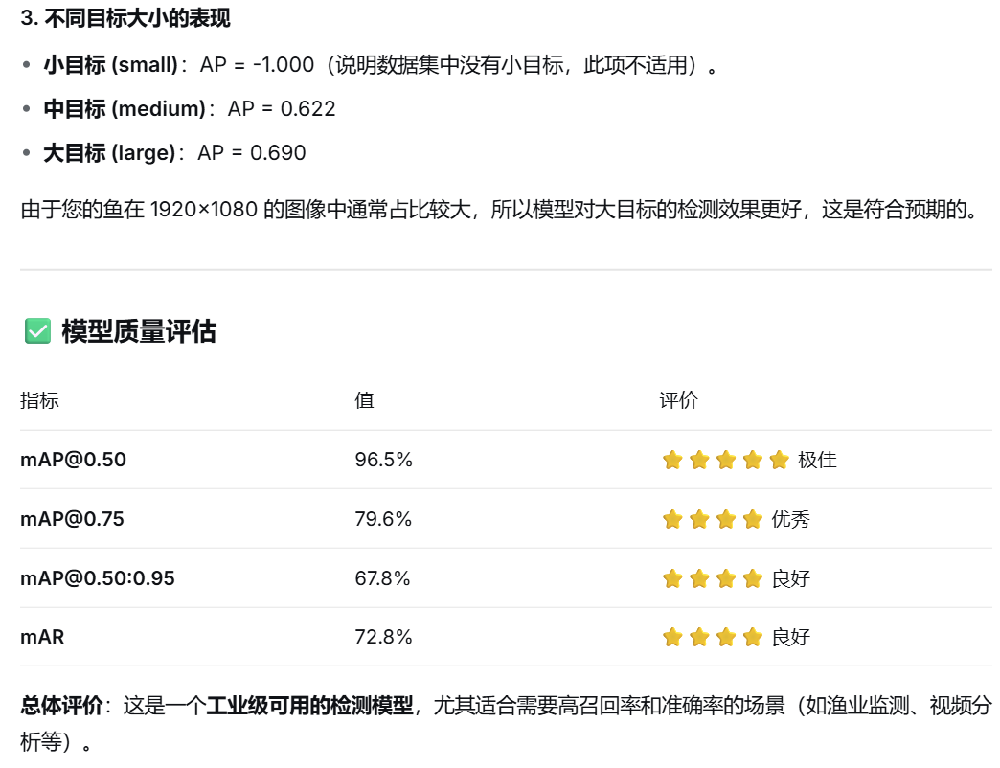 3. 不同目标大小的表现
• 小目标 (small)：AP = -1.000（说明数据集中没有小目标，此项不适用）。
• 中目标 (medium)：AP = 0.622
• 大目标 (large)：AP = 0.690
由于您的鱼在 1920×1080 的图像中通常占比较大，所以模型对大目标的检测效果更好，这是符合预期的。
✅ 模型质量评估
指标 值 评价
mAP@0.50 96.5% ⭐⭐⭐⭐⭐ 极佳
mAP@0.75 79.6% ⭐⭐⭐⭐ 优秀
mAP@0.50:0.95 67.8% ⭐⭐⭐⭐ 良好
mAR 72.8% ⭐⭐⭐⭐ 良好
总体评价：这是一个工业级可用的检测模型，尤其适合需要高召回率和准确率的场景（如渔业监测、视频分
析等）。